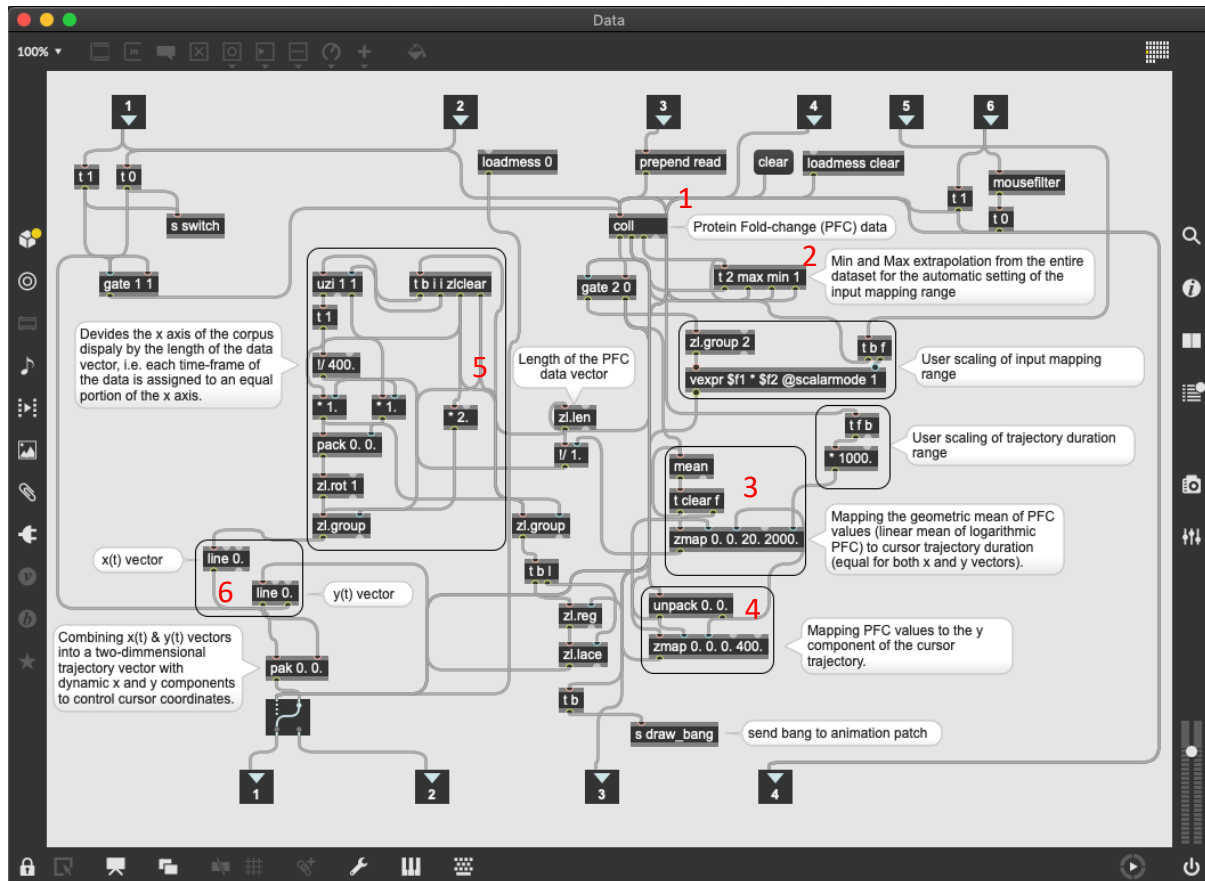 Data
100% ▾
1
2
3
4
5
6
loadmess 0
prepend read
clear
loadmess clear
t 1
t 0
mousefilter
t 1
t 0
s switch
1
coll
Protein Fold-change (PFC) data
2
gate 1 1
uzi 1 1
t b i i zlclear
gate 2 0
t 2 max min 1
Min and Max extrapolation from the entire
dataset for the automatic setting of the
input mapping range
t 1
Devides the x axis of the corpus
dispaly by the length of the data
vector, i.e. each time-frame of
the data is assigned to an equal
portion of the x axis.
!/ 400.
5
Length of the PFC
data vector
zl.group 2
t b f
vexpr $f1 * $f2 @scalarmode 1
User scaling of input mapping
range
* 1.
* 1.
* 2.
zl.len
t f b
* 1000.
User scaling of trajectory duration
range
pack 0. 0.
!/ 1.
mean
zl.rot 1
t clear f
3
zl.group
zl.group
zmap 0. 0. 20. 2000.
Mapping the geometric mean of PFC
values (linear mean of logarithmic
PFC) to cursor trajectory duration
(equal for both x and y vectors).
x(t) vector
line 0.
6
line 0.
y(t) vector
t b l
unpack 0. 0.
4
zl.reg
zmap 0. 0. 0. 400.
Mapping PFC values to the y
component of the cursor
trajectory.
Combining x(t) & y(t) vectors
into a two-dimmensional
trajectory vector with
dynamic x and y components
to control cursor coordinates.
pak 0. 0.
zl.lace
t b
s draw_bang
send bang to animation patch
1
2
3
4